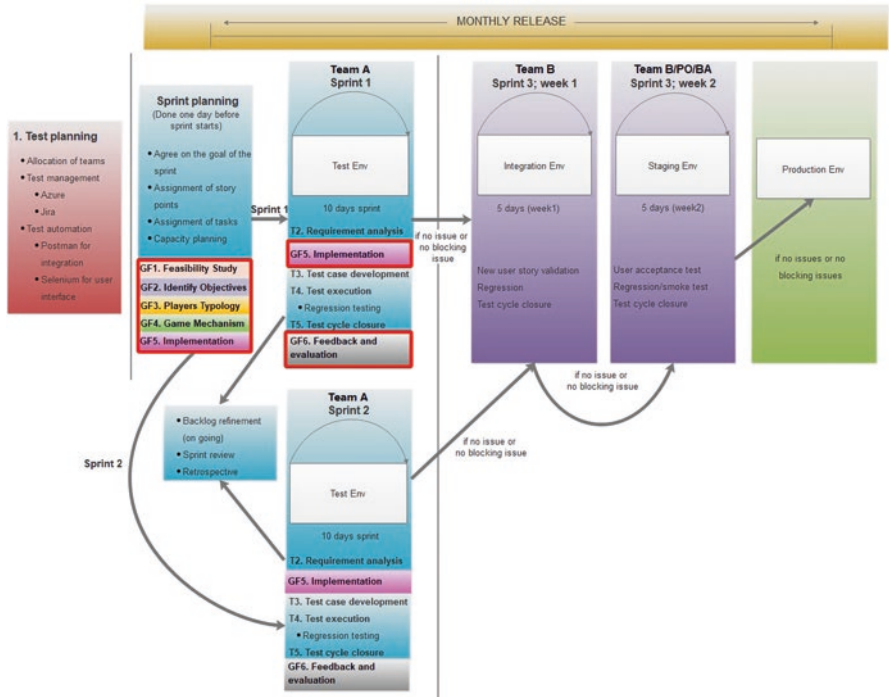 MONTHLY RELEASE
1. Test planning
• Allocation of teams
• Test management
• Azure
• Jira
• Test automation
• Postman for
integration
• Selenium for user
interface
Sprint planning
(Done one day before
sprint starts)
• Agree on the goal of the
sprint
• Assignment of story
points
• Assignment of tasks
• Capacity planning
GF1. Feasibility Study
GF2. Identify Objectives
GF3. Players Typology
GF4. Game Mechanism
GF5. Implementation
Sprint 1
Team A
Sprint 1
Test Env
10 days sprint
T2. Requirement analysis
GF5. Implementation
T3. Test case development
T4. Test execution
• Regression testing
T5. Test cycle closure
GF6. Feedback and
evaluation
if no issue or
no blocking
issue
Team B
Sprint 3; week 1
Integration Env
5 days (week1)
New user story validation
Regression
Test cycle closure
Team B/PO/BA
Sprint 3; week 2
Staging Env
5 days (week2)
User acceptance test
Regression/smoke test
Test cycle closure
Production Env
if no issues or no
blocking issues
if no issue or
no blocking issue
• Backlog refinement
(on going)
• Sprint review
• Retrospective
Sprint 2
Team A
Sprint 2
Test Env
10 days sprint
T2. Requirement analysis
GF5. Implementation
T3. Test case development
T4. Test execution
• Regression testing
T5. Test cycle closure
GF6. Feedback and
evaluation
if no issue or
no blocking issue